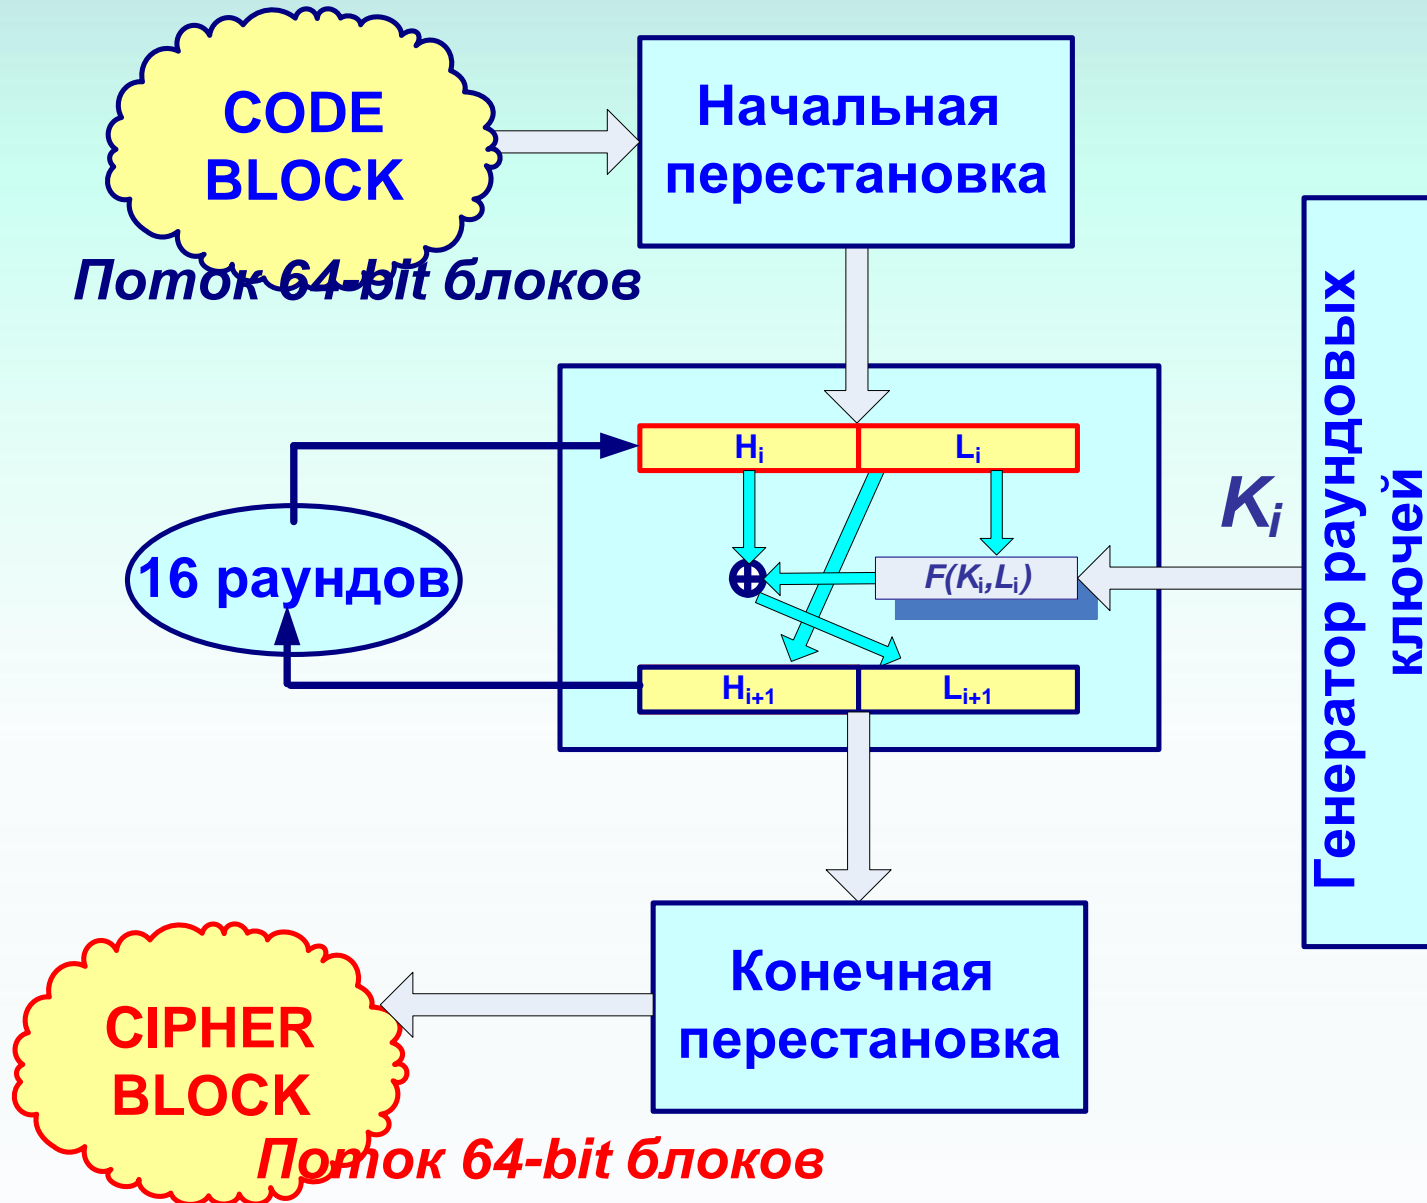 CODE
BLOCK
Поток 64-bit блоков
Начальная
перестановка
Hᵢ
Lᵢ
16 раундов
F(Kᵢ,Lᵢ)
Kᵢ
Генератор раундовых
ключей
Hᵢ₊₁
Lᵢ₊₁
Конечная
перестановка
CIPHER
BLOCK
Поток 64-bit блоков